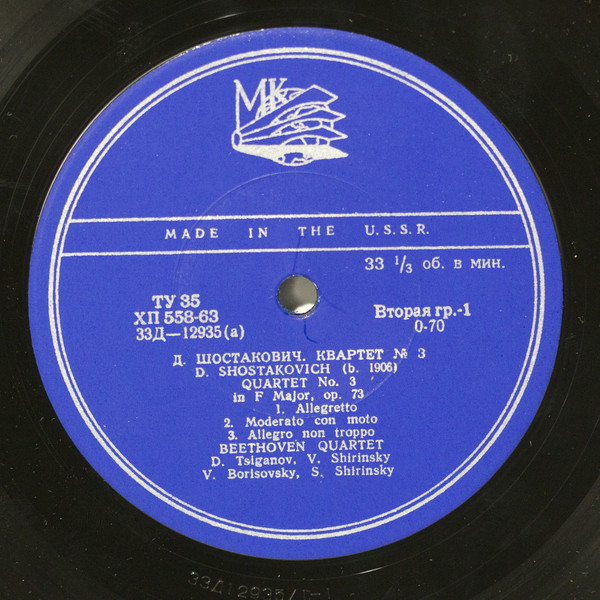 МК
MADE IN THE U.S.S.R.
33 ⅓ об. в мин.
ТУ 35
ХП 558-63
33Д—12935(а)
Вторая гр.-1
0-70
Д. ШОСТАКОВИЧ. КВАРТЕТ № 3
D. SHOSTAKOVICH (b. 1906)
QUARTET No. 3
in F Major, op. 73
1. Allegretto
2. Moderato con moto
3. Allegro non troppo
BEETHOVEN QUARTET
D. Tsiganov, V. Shirinsky
V. Borisovsky, S. Shirinsky